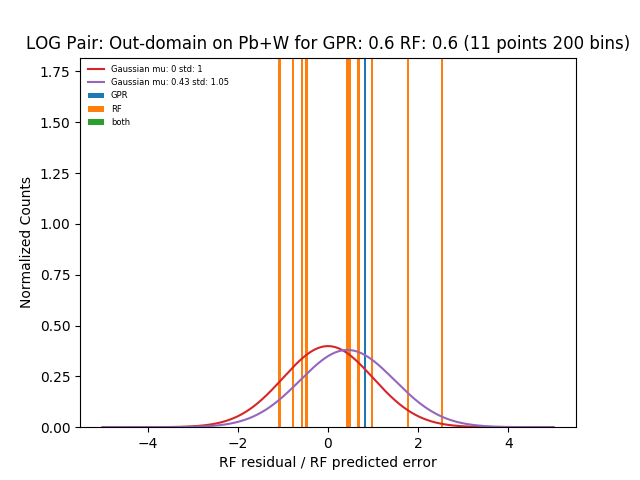 LOG Pair: Out-domain on Pb+W for GPR: 0.6 RF: 0.6 (11 points 200 bins)
Gaussian mu: 0 std: 1
Gaussian mu: 0.43 std: 1.05
GPR
RF
both
1.75
1.50
1.25
1.00
0.75
0.50
0.25
0.00
Normalized Counts
−4
−2
0
2
4
RF residual / RF predicted error